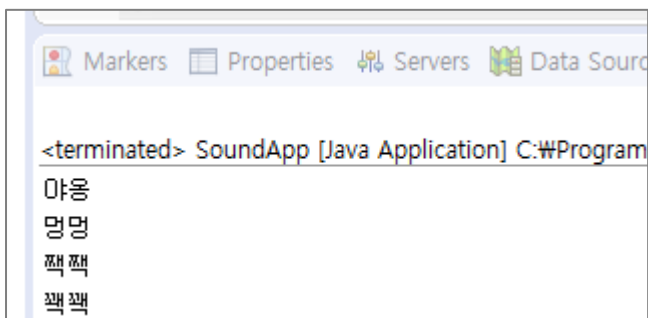 Markers Properties Servers Data Sourc
<terminated> SoundApp [Java Application] C:₩Program
야옹
멍멍
짹짹
꽥꽥